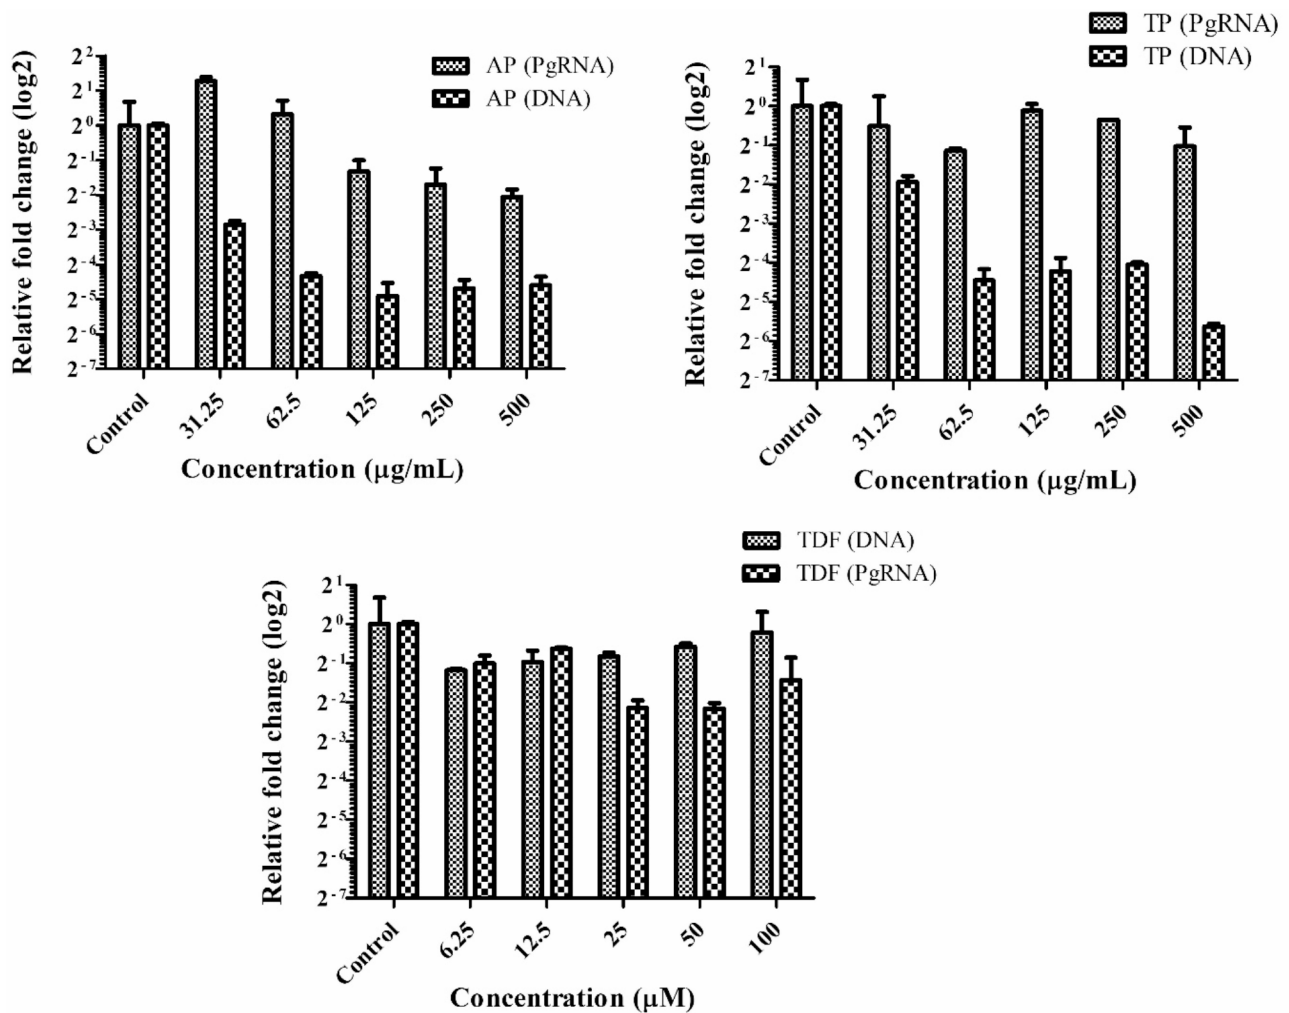 AP (PgRNA)
AP (DNA)
Relative fold change (log2)
2²
2¹
2⁰
2⁻¹
2⁻²
2⁻³
2⁻⁴
2⁻⁵
2⁻⁶
2⁻⁷
Control
31.25
62.5
125
250
500
Concentration (μg/mL)
TP (PgRNA)
TP (DNA)
Relative fold change (log2)
2¹
2⁰
2⁻¹
2⁻²
2⁻³
2⁻⁴
2⁻⁵
2⁻⁶
2⁻⁷
Control
31.25
62.5
125
250
500
Concentration (μg/mL)
TDF (DNA)
TDF (PgRNA)
Relative fold change (log2)
2¹
2⁰
2⁻¹
2⁻²
2⁻³
2⁻⁴
2⁻⁵
2⁻⁶
2⁻⁷
Control
6.25
12.5
25
50
100
Concentration (μM)